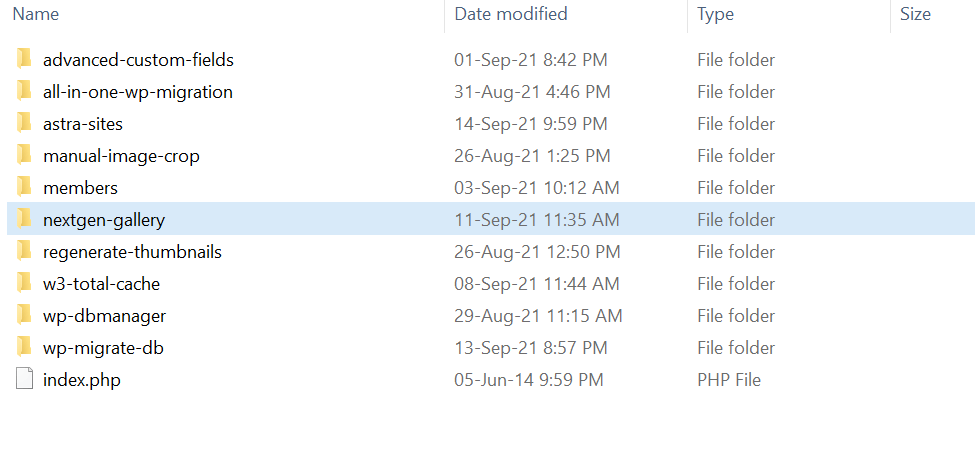 Name Date modified Type Size
advanced-custom-fields 01-Sep-21 8:42 PM File folder
all-in-one-wp-migration 31-Aug-21 4:46 PM File folder
astra-sites 14-Sep-21 9:59 PM File folder
manual-image-crop 26-Aug-21 1:25 PM File folder
members 03-Sep-21 10:12 AM File folder
nextgen-gallery 11-Sep-21 11:35 AM File folder
regenerate-thumbnails 26-Aug-21 12:50 PM File folder
w3-total-cache 08-Sep-21 11:44 AM File folder
wp-dbmanager 29-Aug-21 11:15 AM File folder
wp-migrate-db 13-Sep-21 8:57 PM File folder
index.php 05-Jun-14 9:59 PM PHP File